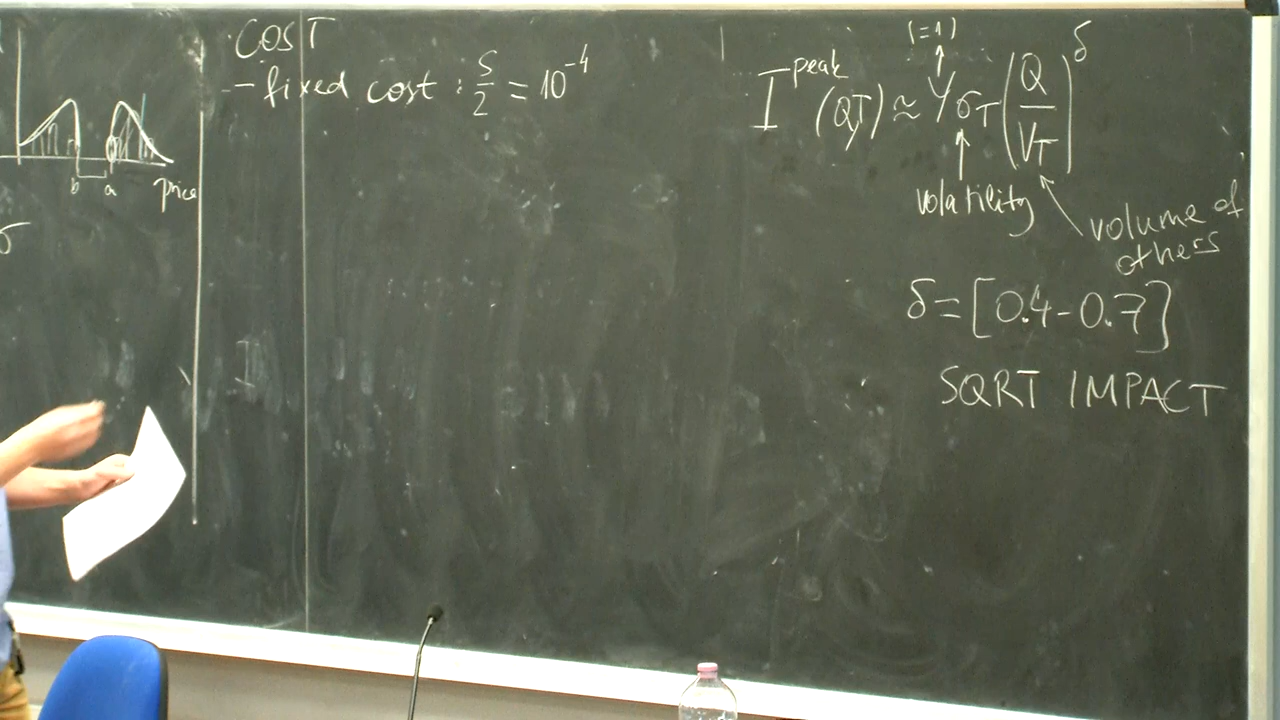 b a price
σ
COST
- fixed cost : S/2 = 10^-4
(=1)
I^peak (Q,T) ≈ Y σ_T (Q/V_T)^δ
volatility
volume of
others
δ = [0.4 - 0.7]
SQRT IMPACT